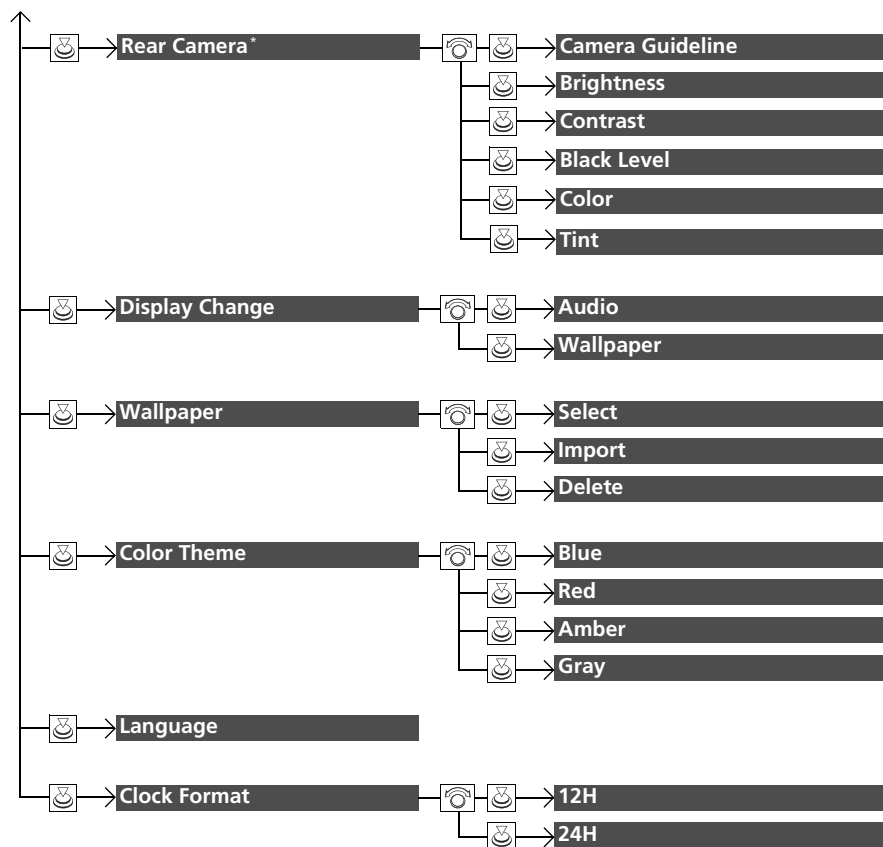 Rear Camera*
Camera Guideline
Brightness
Contrast
Black Level
Color
Tint
Display Change
Audio
Wallpaper
Wallpaper
Select
Import
Delete
Color Theme
Blue
Red
Amber
Gray
Language
Clock Format
12H
24H